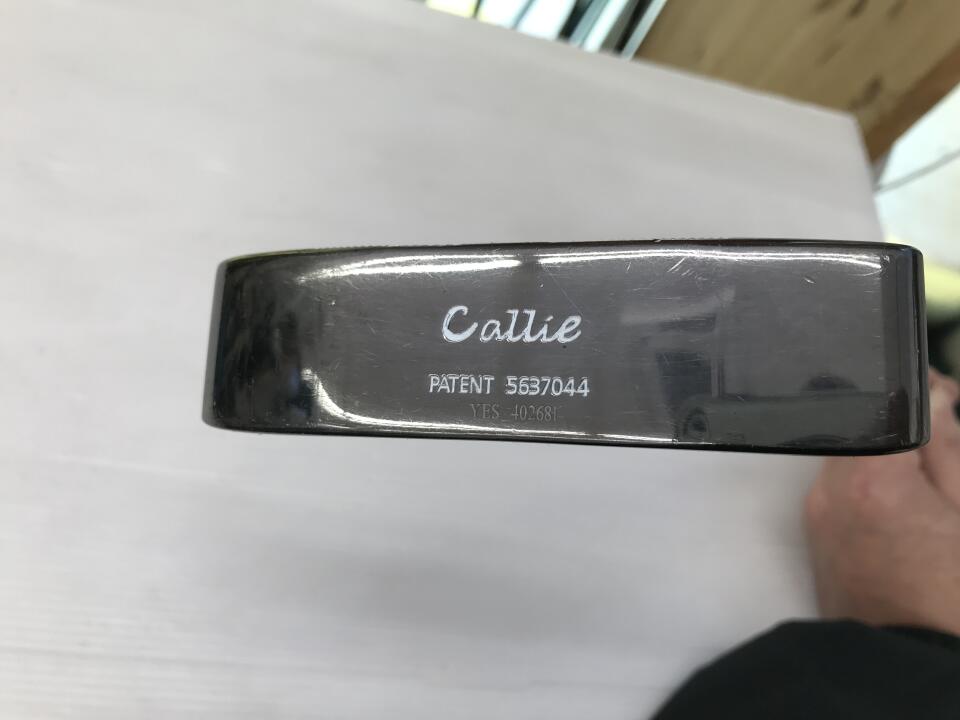 Callie
PATENT 5637044
YES 402681